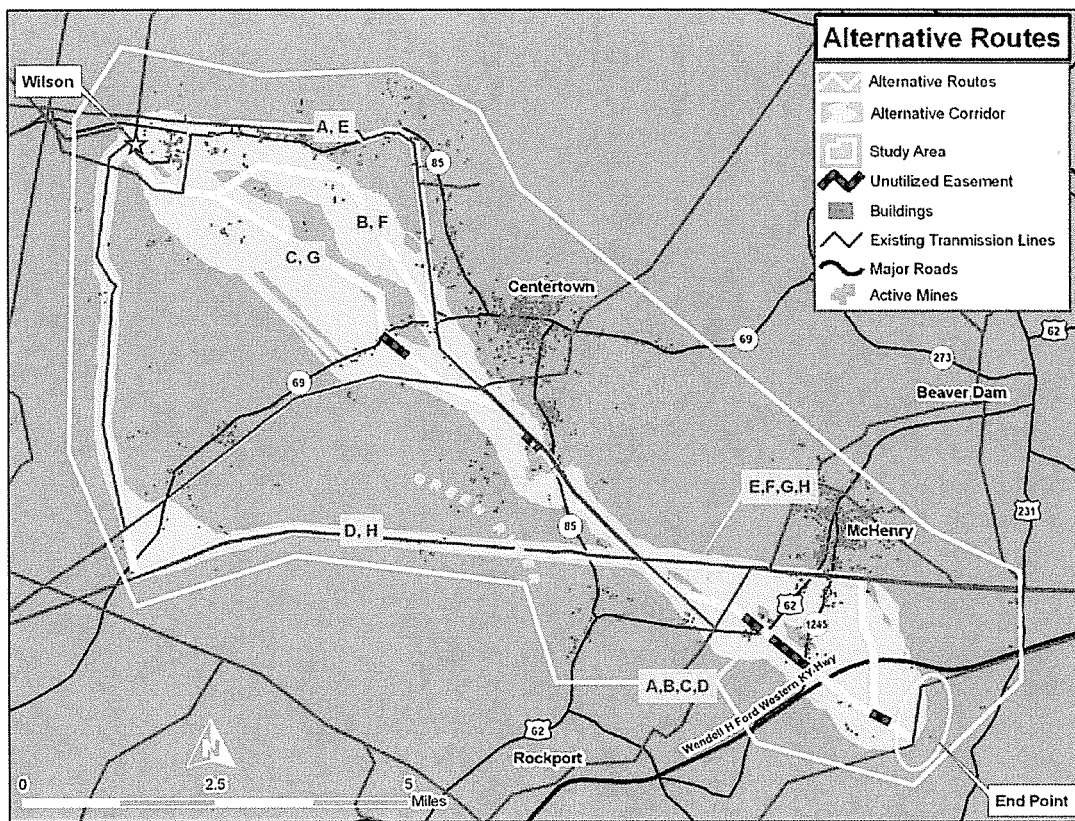 Alternative Routes
Alternative Routes
Alternative Corridor
Study Area
Unutilized Easement
Buildings
Existing Tranmission Lines
Major Roads
Active Mines
Wilson
A, E
85
B, F
C, G
Centertown
62
69
273
69
Beaver Dam
GREEN RIVER
E,F,G,H
231
D, H
85
McHenry
62
1245
A,B,C,D
Wendell H Ford Western KY Hwy
N
62
Rockport
0
2.5
5
Miles
End Point